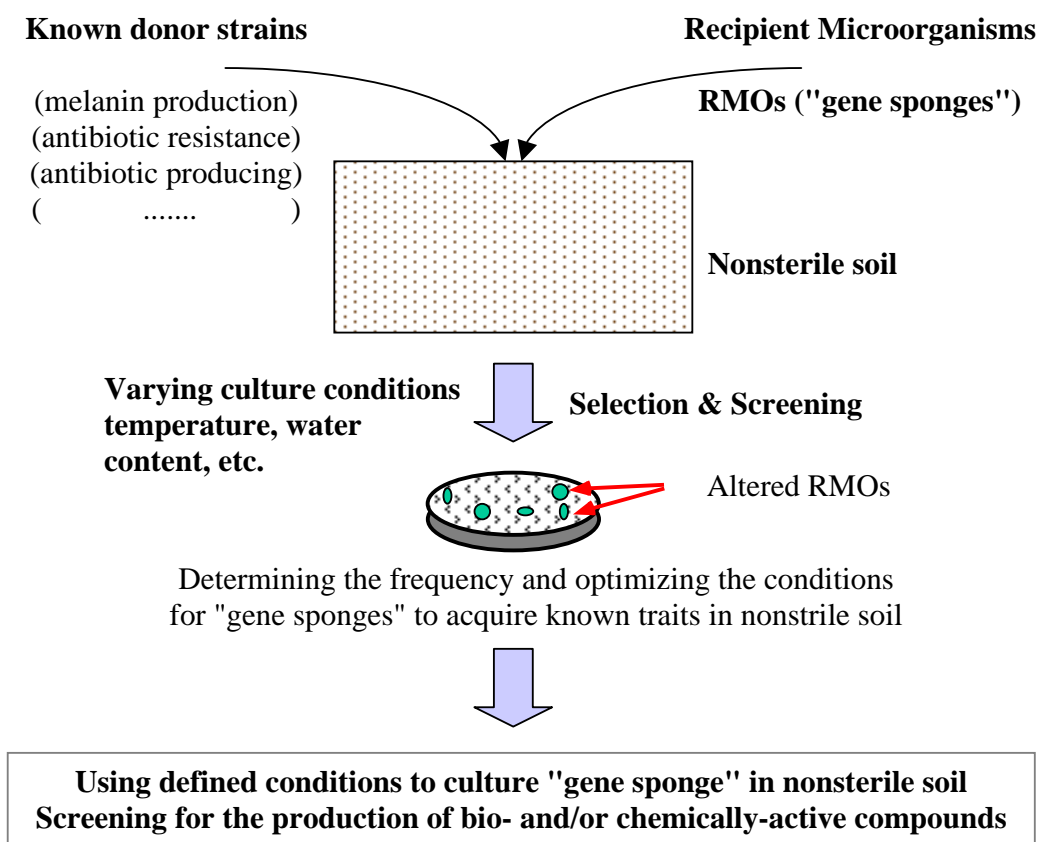 Known donor strains
(melanin production)
(antibiotic resistance)
(antibiotic producing)
( ....... )
Recipient Microorganisms
RMOs ("gene sponges")
Nonsterile soil
Varying culture conditions
temperature, water
content, etc.
Selection & Screening
Altered RMOs
Determining the frequency and optimizing the conditions
for "gene sponges" to acquire known traits in nonstrile soil
Using defined conditions to culture "gene sponge" in nonsterile soil
Screening for the production of bio- and/or chemically-active compounds